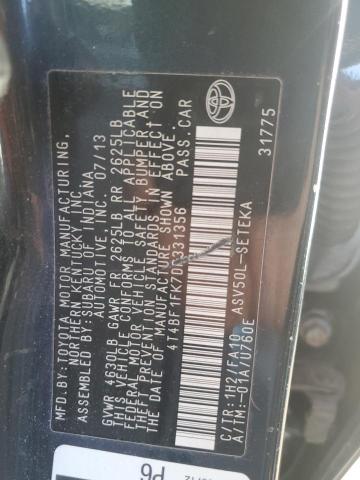 MFD.BY:TOYOTA MOTOR MANUFACTURING,
NORTHERN KENTUCKY, INC.
ASSEMBLED BY: SUBARU OF INDIANA
AUTOMOTIVE, INC. 07/13
GVWR 4630LB GAWR FR 2625LB RR 2625LB
THIS VEHICLE CONFORMS TO ALL APPLICABLE
FEDERAL MOTOR VEHICLE SAFETY, BUMPER, AND
THEFT PREVENTION STANDARDS IN EFFECT ON THE
DATE OF MANUFACTURE SHOWN ABOVE.
4T4BF1FK7DR331356 PASS.CAR
C/TR:1H2/FA10 ASV50L-SETEKA
A/TM:-01A/U760E 31775
TOYOTA
P6